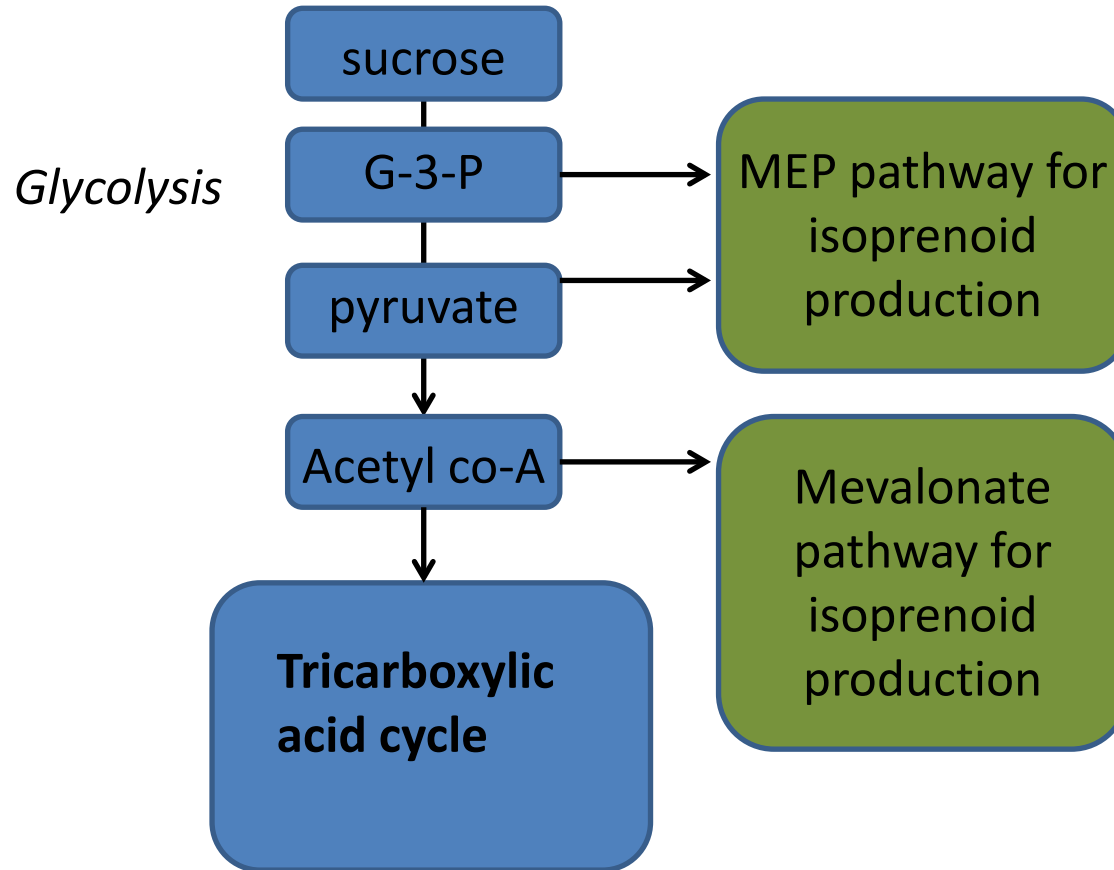 sucrose
G-3-P
Glycolysis
MEP pathway for
isoprenoid
production
pyruvate
Acetyl co-A
Mevalonate
pathway for
isoprenoid
production
Tricarboxylic
acid cycle